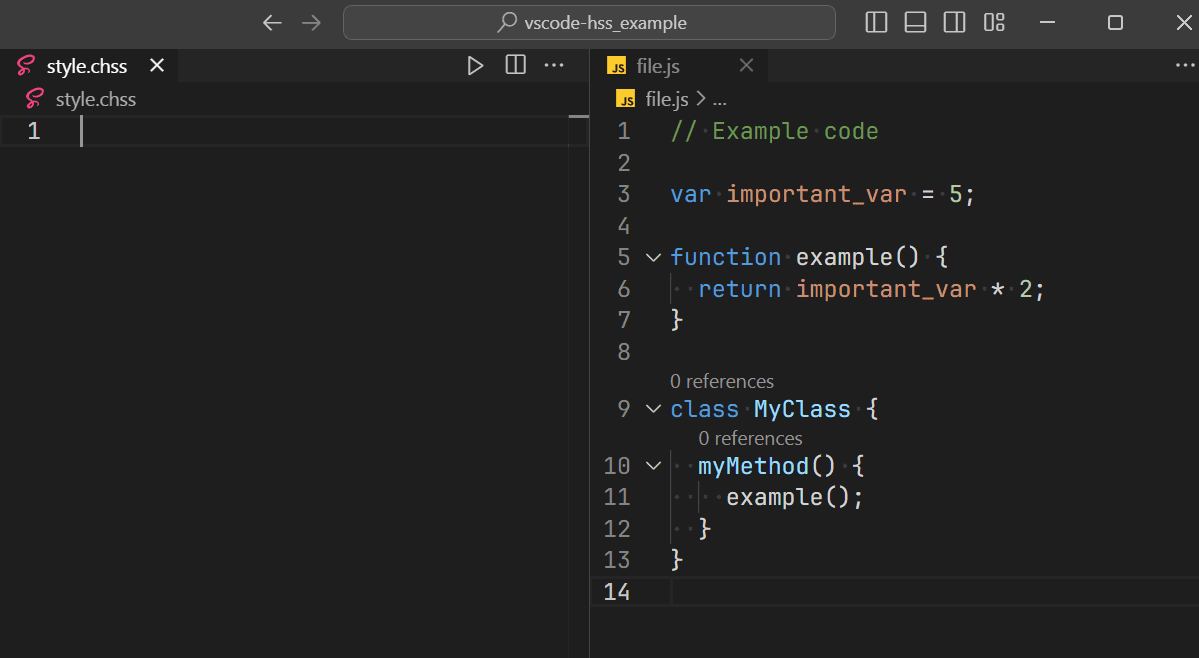 vscode-hss_example
style.chss
style.chss
1
JS file.js
JS file.js > ...
1 // Example code
2
3 var important_var = 5;
4
5 function example() {
6 return important_var * 2;
7 }
8
0 references
9 class MyClass {
0 references
10 myMethod() {
11 example();
12 }
13 }
14